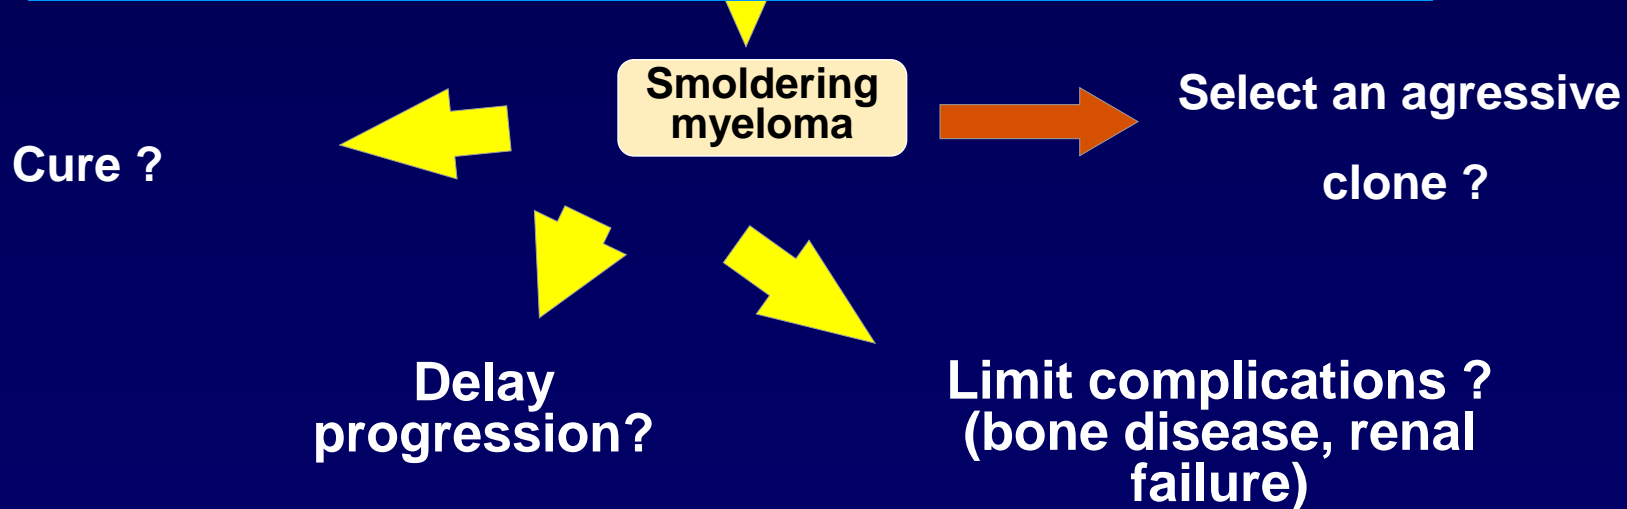 Smoldering
myeloma
Select an agressive
clone ?
Cure ?
Delay
progression?
Limit complications ?
(bone disease, renal
failure)